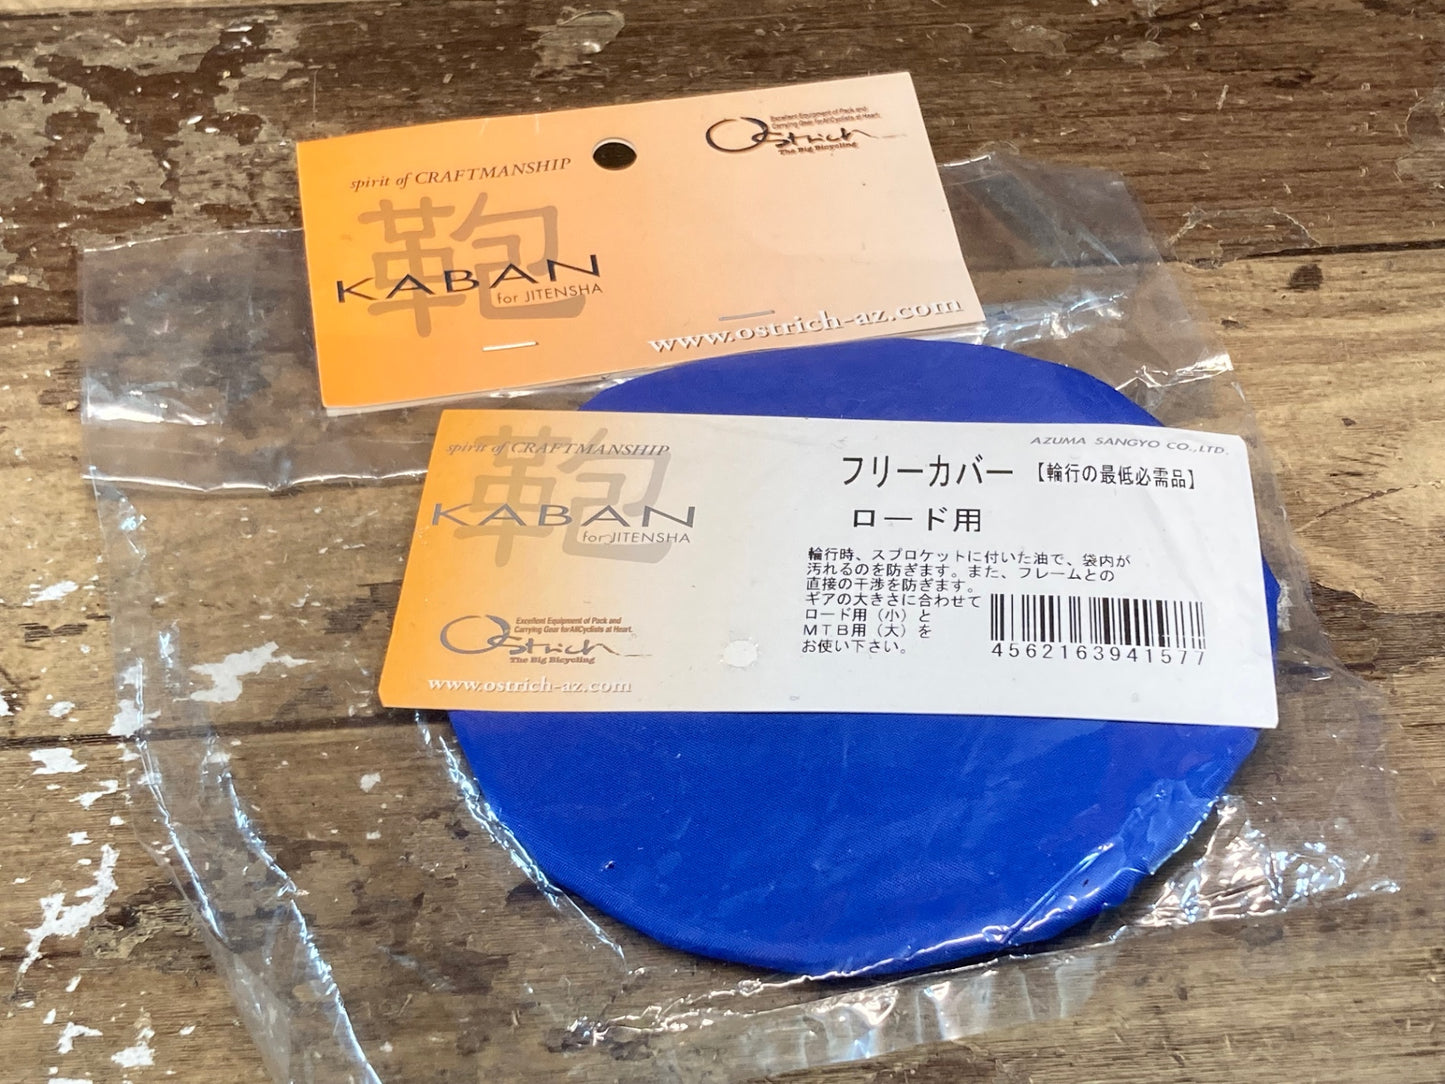 spirit of CRAFTMANSHIP
鞄
KABAN
for JITENSHA
Excellent Equipment of Pack and
Carrying Gear for All Cyclists at Heart.
Ostrich
The Big Bicycling
www.ostrich-az.com
spirit of CRAFTMANSHIP
鞄
KABAN
for JITENSHA
Excellent Equipment of Pack and
Carrying Gear for All Cyclists at Heart.
Ostrich
The Big Bicycling
www.ostrich-az.com
AZUMA SANGYO CO.,LTD.
フリーカバー 【輪行の最低必需品】
ロード用
輪行時、スプロケットに付いた油で、袋内が
汚れるのを防ぎます。また、フレームとの
直接の干渉を防ぎます。
ギアの大きさに合わせて
ロード用（小）と
MTB用（大）を
お使い下さい。
4562163941577